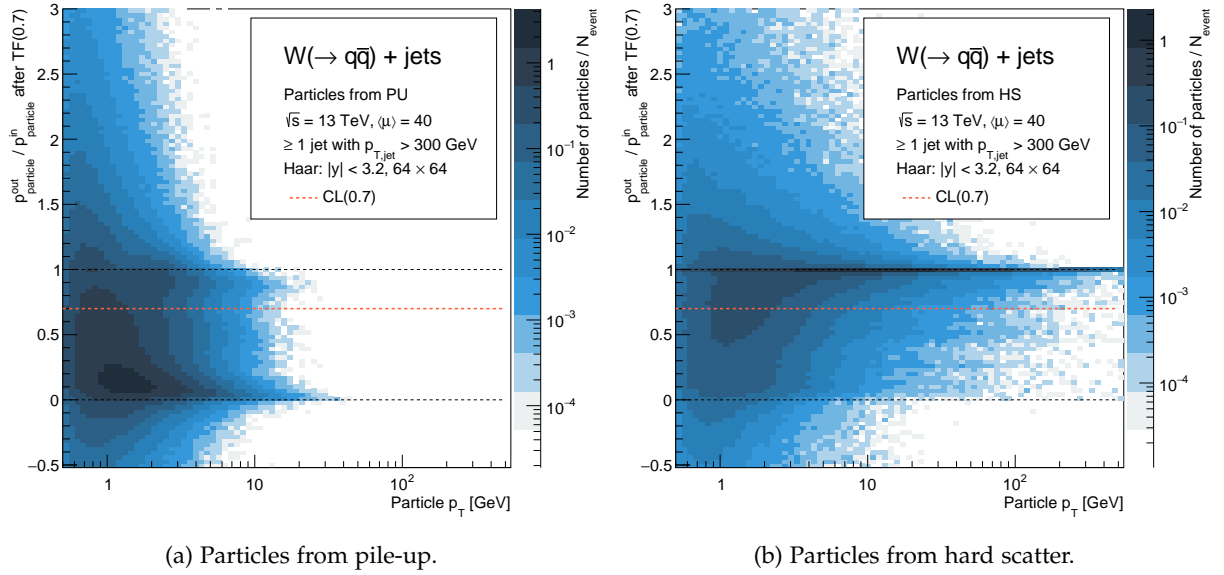 3
2.5
2
1.5
1
0.5
0
−0.5
p^out_particle / p^in_particle after TF(0.7)
W(→ qq̅) + jets
Particles from PU
√s = 13 TeV, ⟨μ⟩ = 40
≥ 1 jet with p_T,jet > 300 GeV
Haar: |y| < 3.2, 64 × 64
CL(0.7)
1 10 10²
Particle p_T [GeV]
1
10⁻¹
10⁻²
10⁻³
10⁻⁴
Number of particles / N_event
(a) Particles from pile-up.
3
2.5
2
1.5
1
0.5
0
−0.5
p^out_particle / p^in_particle after TF(0.7)
W(→ qq̅) + jets
Particles from HS
√s = 13 TeV, ⟨μ⟩ = 40
≥ 1 jet with p_T,jet > 300 GeV
Haar: |y| < 3.2, 64 × 64
CL(0.7)
1 10 10²
Particle p_T [GeV]
1
10⁻¹
10⁻²
10⁻³
10⁻⁴
Number of particles / N_event
(b) Particles from hard scatter.